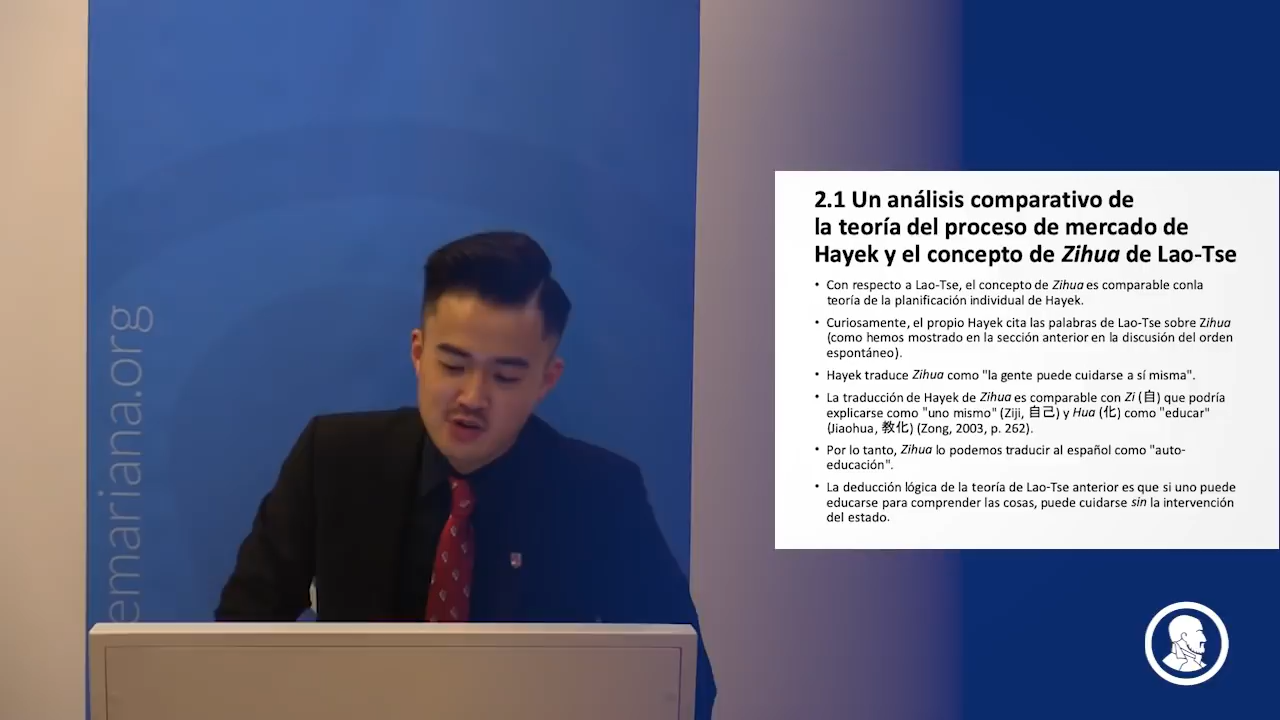 emariana.org
2.1 Un análisis comparativo de
la teoría del proceso de mercado de
Hayek y el concepto de Zihua de Lao-Tse
• Con respecto a Lao-Tse, el concepto de Zihua es comparable conla
teoría de la planificación individual de Hayek.
• Curiosamente, el propio Hayek cita las palabras de Lao-Tse sobre Zihua
(como hemos mostrado en la sección anterior en la discusión del orden
espontáneo).
• Hayek traduce Zihua como "la gente puede cuidarse a sí misma".
• La traducción de Hayek de Zihua es comparable con Zi (自) que podría
explicarse como "uno mismo" (Ziji, 自己) y Hua (化) como "educar"
(Jiaohua, 教化) (Zong, 2003, p. 262).
• Por lo tanto, Zihua lo podemos traducir al español como "auto-
educación".
• La deducción lógica de la teoría de Lao-Tse anterior es que si uno puede
educarse para comprender las cosas, puede cuidarse sin la intervención
del estado.